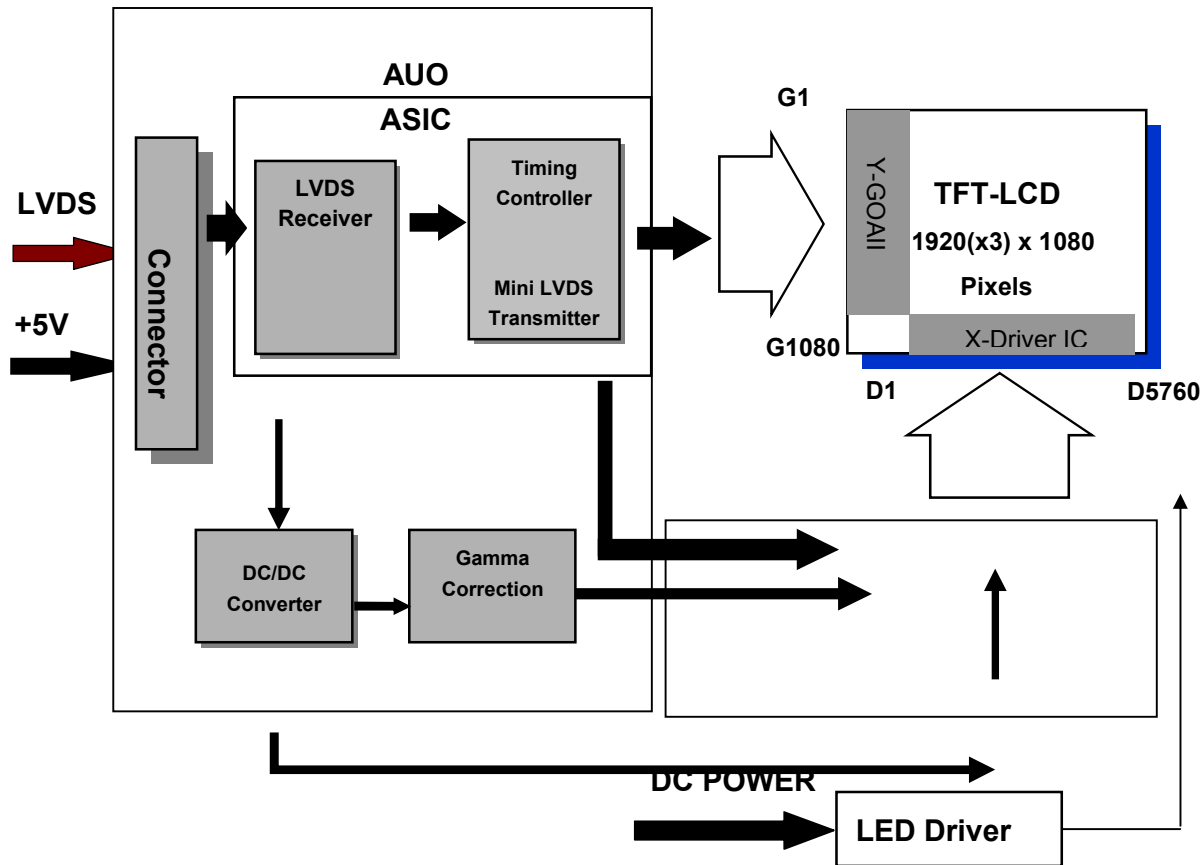 AUO
ASIC
LVDS
+5V
Connector
LVDS
Receiver
Timing
Controller
Mini LVDS
Transmitter
G1
G1080
Y-GOAII
TFT-LCD
1920(x3) x 1080
Pixels
X-Driver IC
D1
D5760
DC/DC
Converter
Gamma
Correction
DC POWER
LED Driver